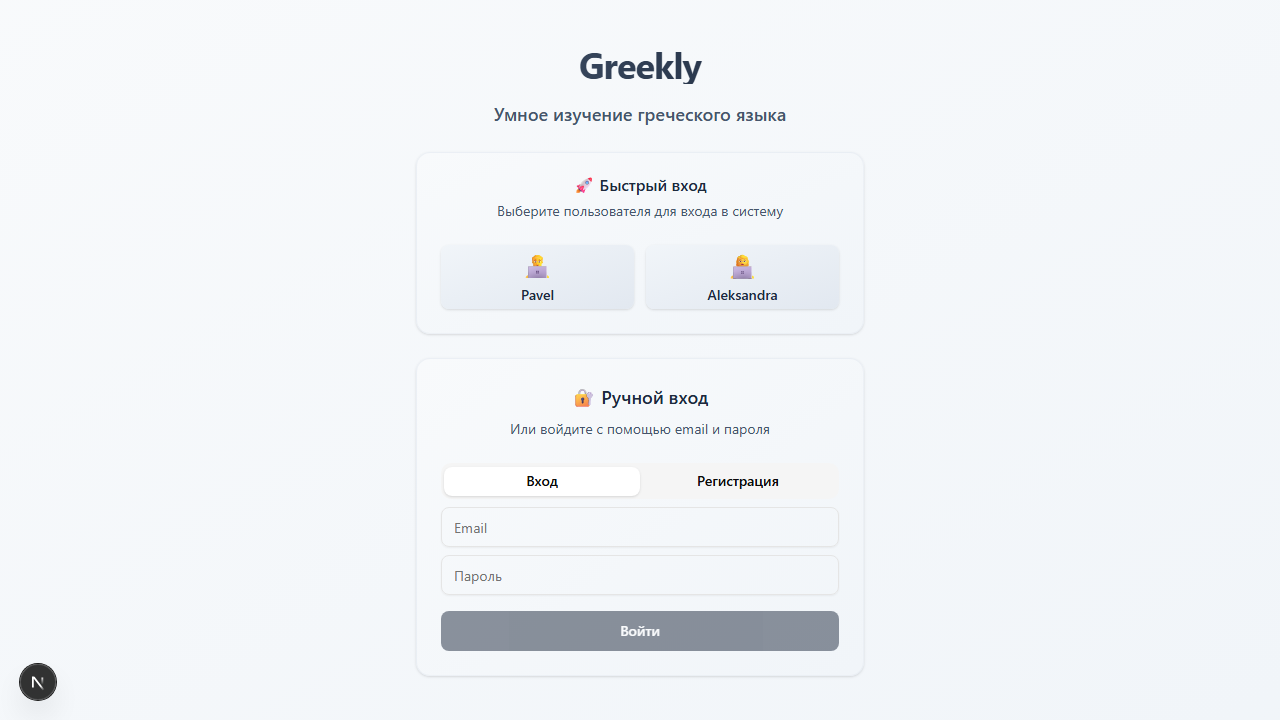 Greekly
Умное изучение греческого языка
🚀 Быстрый вход
Выберите пользователя для входа в систему
Pavel
Aleksandra
🔐 Ручной вход
Или войдите с помощью email и пароля
Вход
Регистрация
Email
Пароль
Войти
N